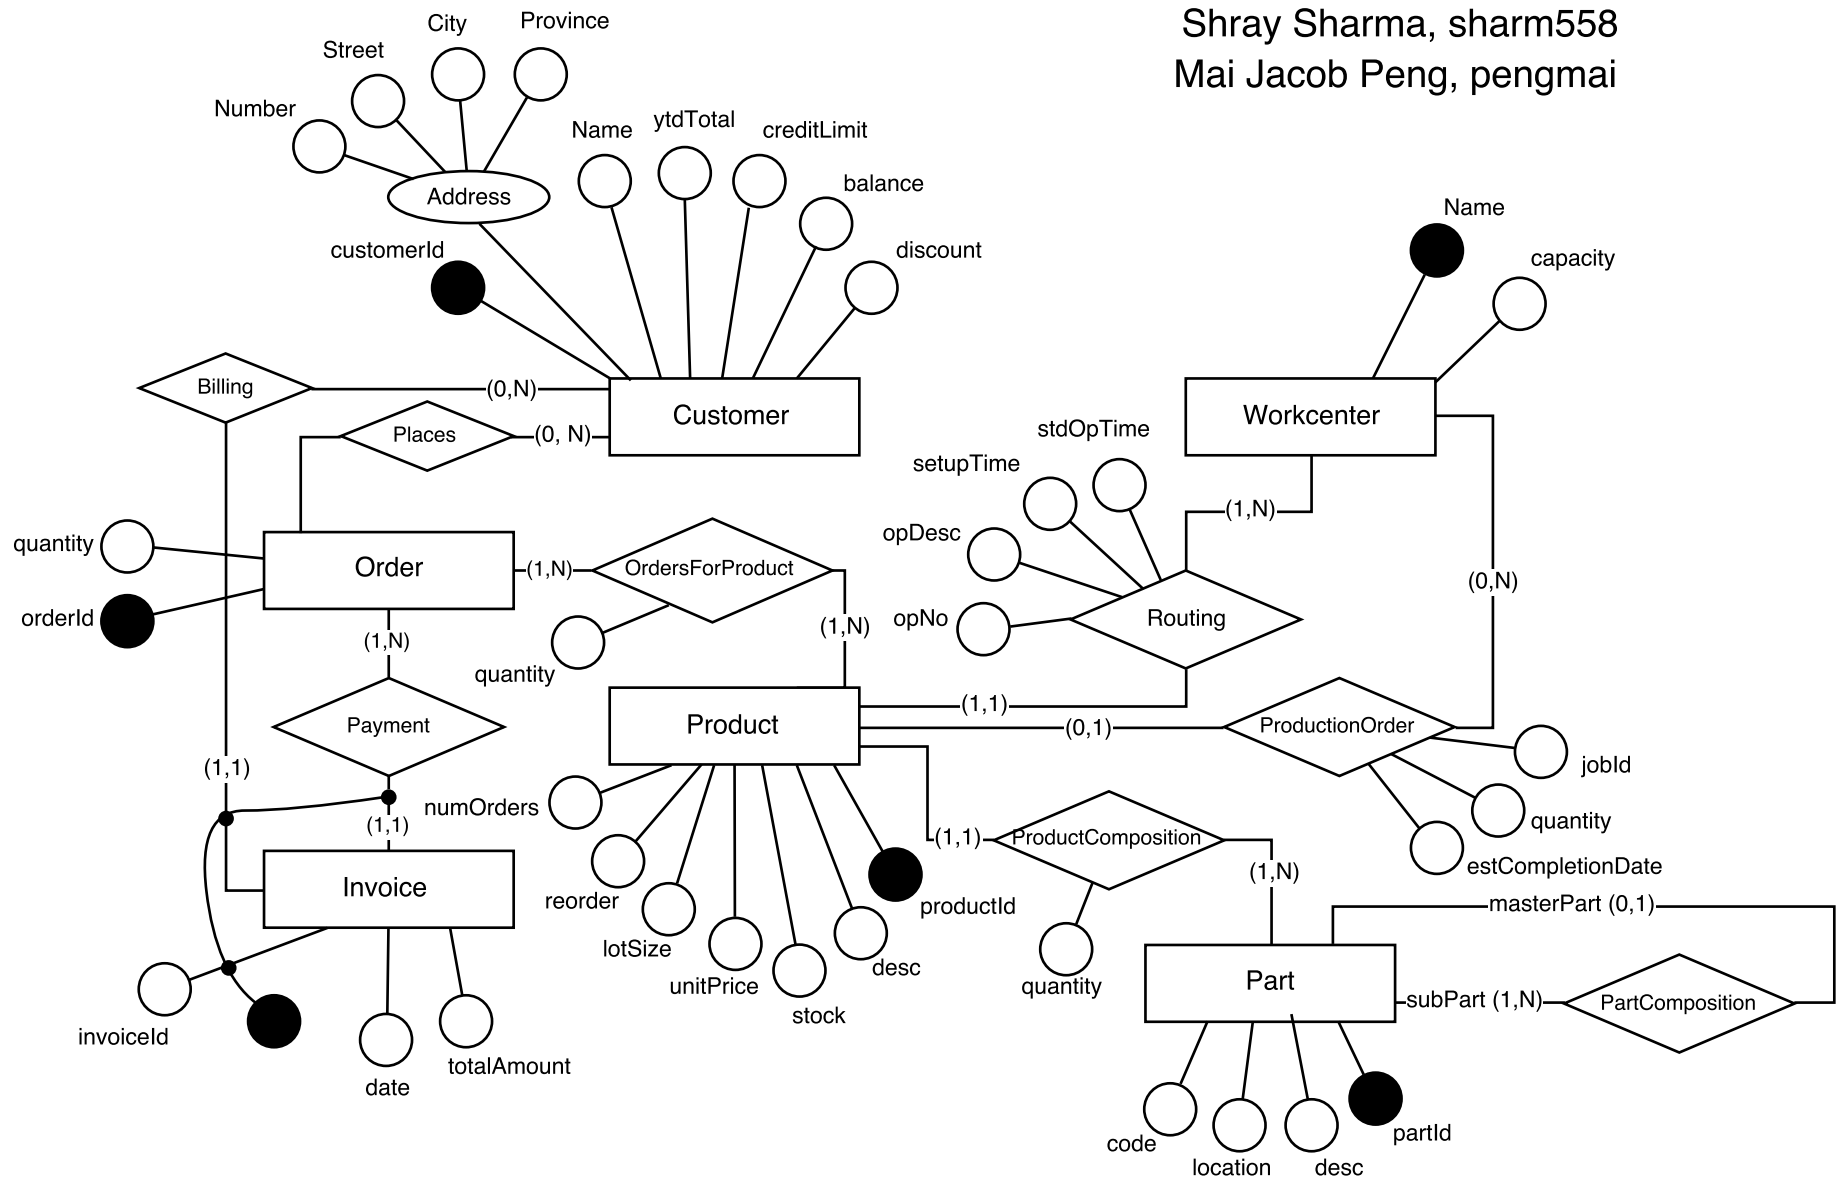 Shray Sharma, sharm558
Mai Jacob Peng, pengmai
City
Province
Street
Number
Name
ytdTotal
creditLimit
balance
Address
discount
customerId
Name
capacity
Billing
(0,N)
Customer
Workcenter
Places
(0, N)
stdOpTime
setupTime
(1,N)
opDesc
quantity
Order
(1,N)
OrdersForProduct
(0,N)
orderId
opNo
Routing
(1,N)
(1,N)
quantity
Payment
Product
(1,1)
(0,1)
ProductionOrder
jobId
(1,1)
numOrders
quantity
(1,1)
(1,1)
ProductComposition
estCompletionDate
(1,N)
Invoice
reorder
productId
masterPart (0,1)
lotSize
desc
unitPrice
quantity
Part
subPart (1,N)
PartComposition
stock
invoiceId
date
totalAmount
code
location
desc
partId